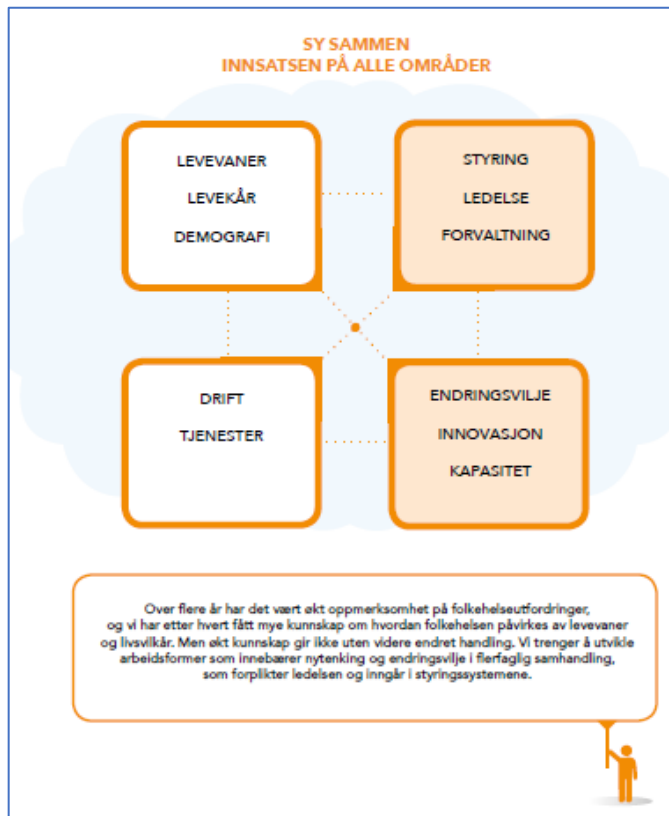 SY SAMMEN
INNSATSEN PÅ ALLE OMRÅDER
LEVEVANER
LEVEKÅR
DEMOGRAFI
STYRING
LEDELSE
FORVALTNING
DRIFT
TJENESTER
ENDRINGSVILJE
INNOVASJON
KAPASITET
Over flere år har det vært økt oppmerksomhet på folkehelseutfordringer,
og vi har etter hvert fått mye kunnskap om hvordan folkehelsen påvirkes av levevaner
og livsvilkår. Men økt kunnskap gir ikke uten videre endret handling. Vi trenger å utvikle
arbeidsformer som innebærer nytenking og endringsvilje i flerfaglig samhandling,
som forplikter ledelsen og inngår i styringssystemene.